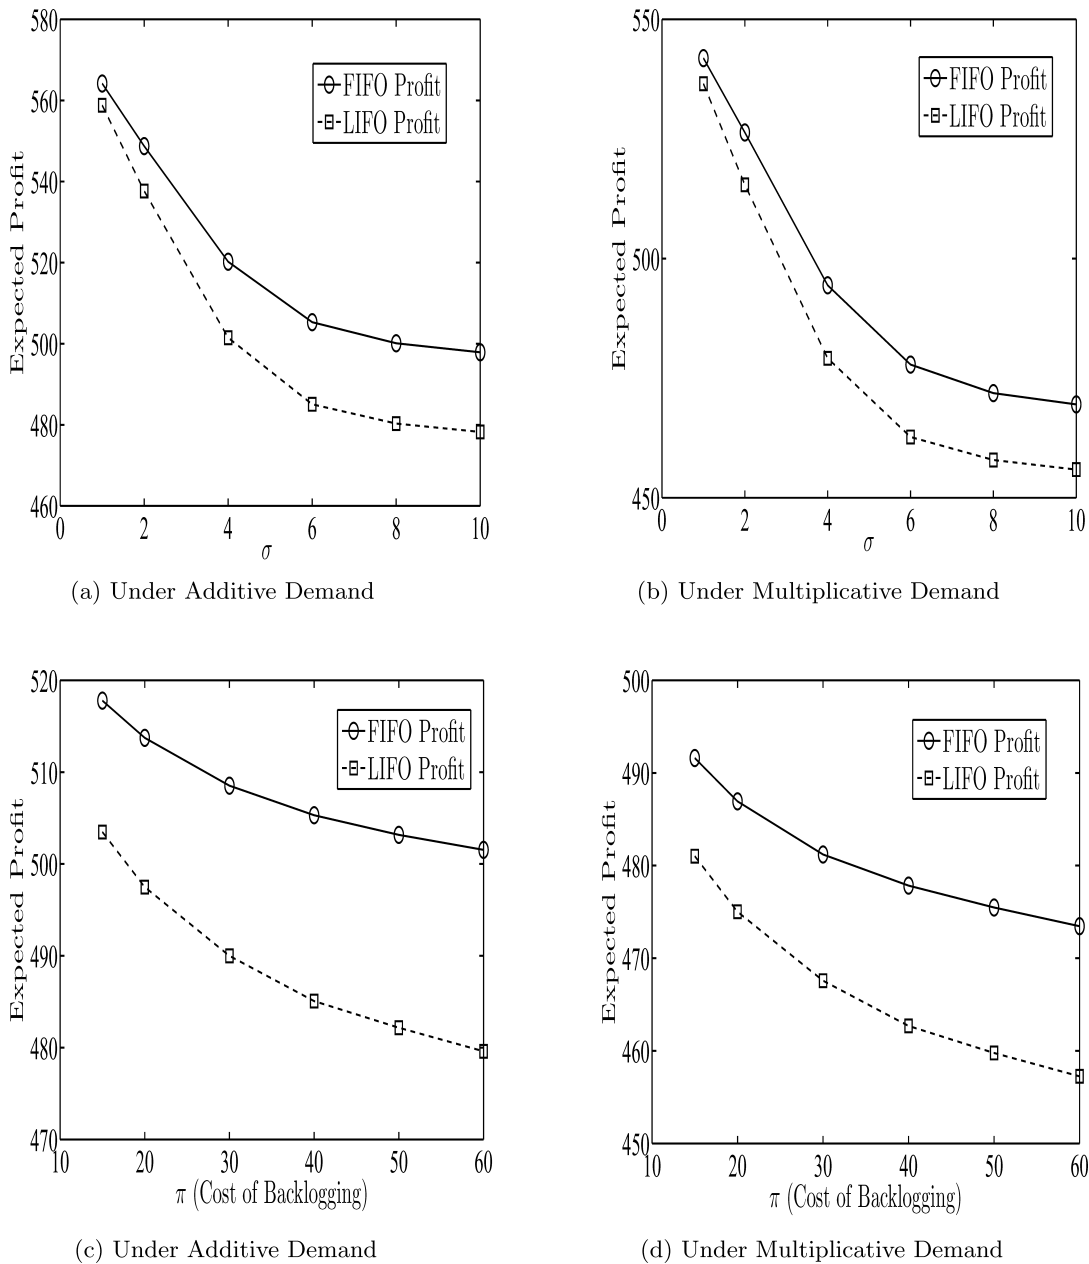 580
560
540
520
500
480
460
0 2 4 6 8 10
Expected Profit
σ
FIFO Profit
LIFO Profit
(a) Under Additive Demand
550
500
450
0 2 4 6 8 10
Expected Profit
σ
FIFO Profit
LIFO Profit
(b) Under Multiplicative Demand
520
510
500
490
480
470
10 20 30 40 50 60
Expected Profit
π (Cost of Backlogging)
FIFO Profit
LIFO Profit
(c) Under Additive Demand
500
490
480
470
460
450
10 20 30 40 50 60
Expected Profit
π (Cost of Backlogging)
FIFO Profit
LIFO Profit
(d) Under Multiplicative Demand